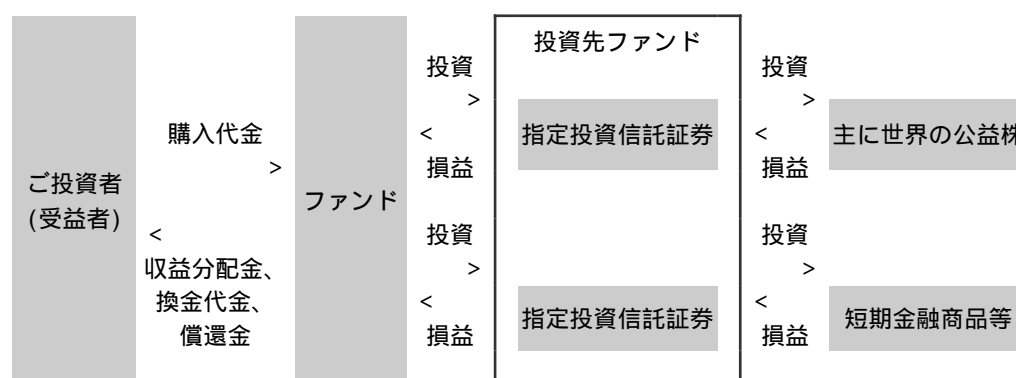 ご投資者
(受益者)
購入代金
>
<
収益分配金、
換金代金、
償還金
ファンド
投資
>
<
損益
投資
>
<
損益
投資先ファンド
指定投資信託証券
指定投資信託証券
投資
>
<
損益
投資
>
<
損益
主に世界の公益株
短期金融商品等